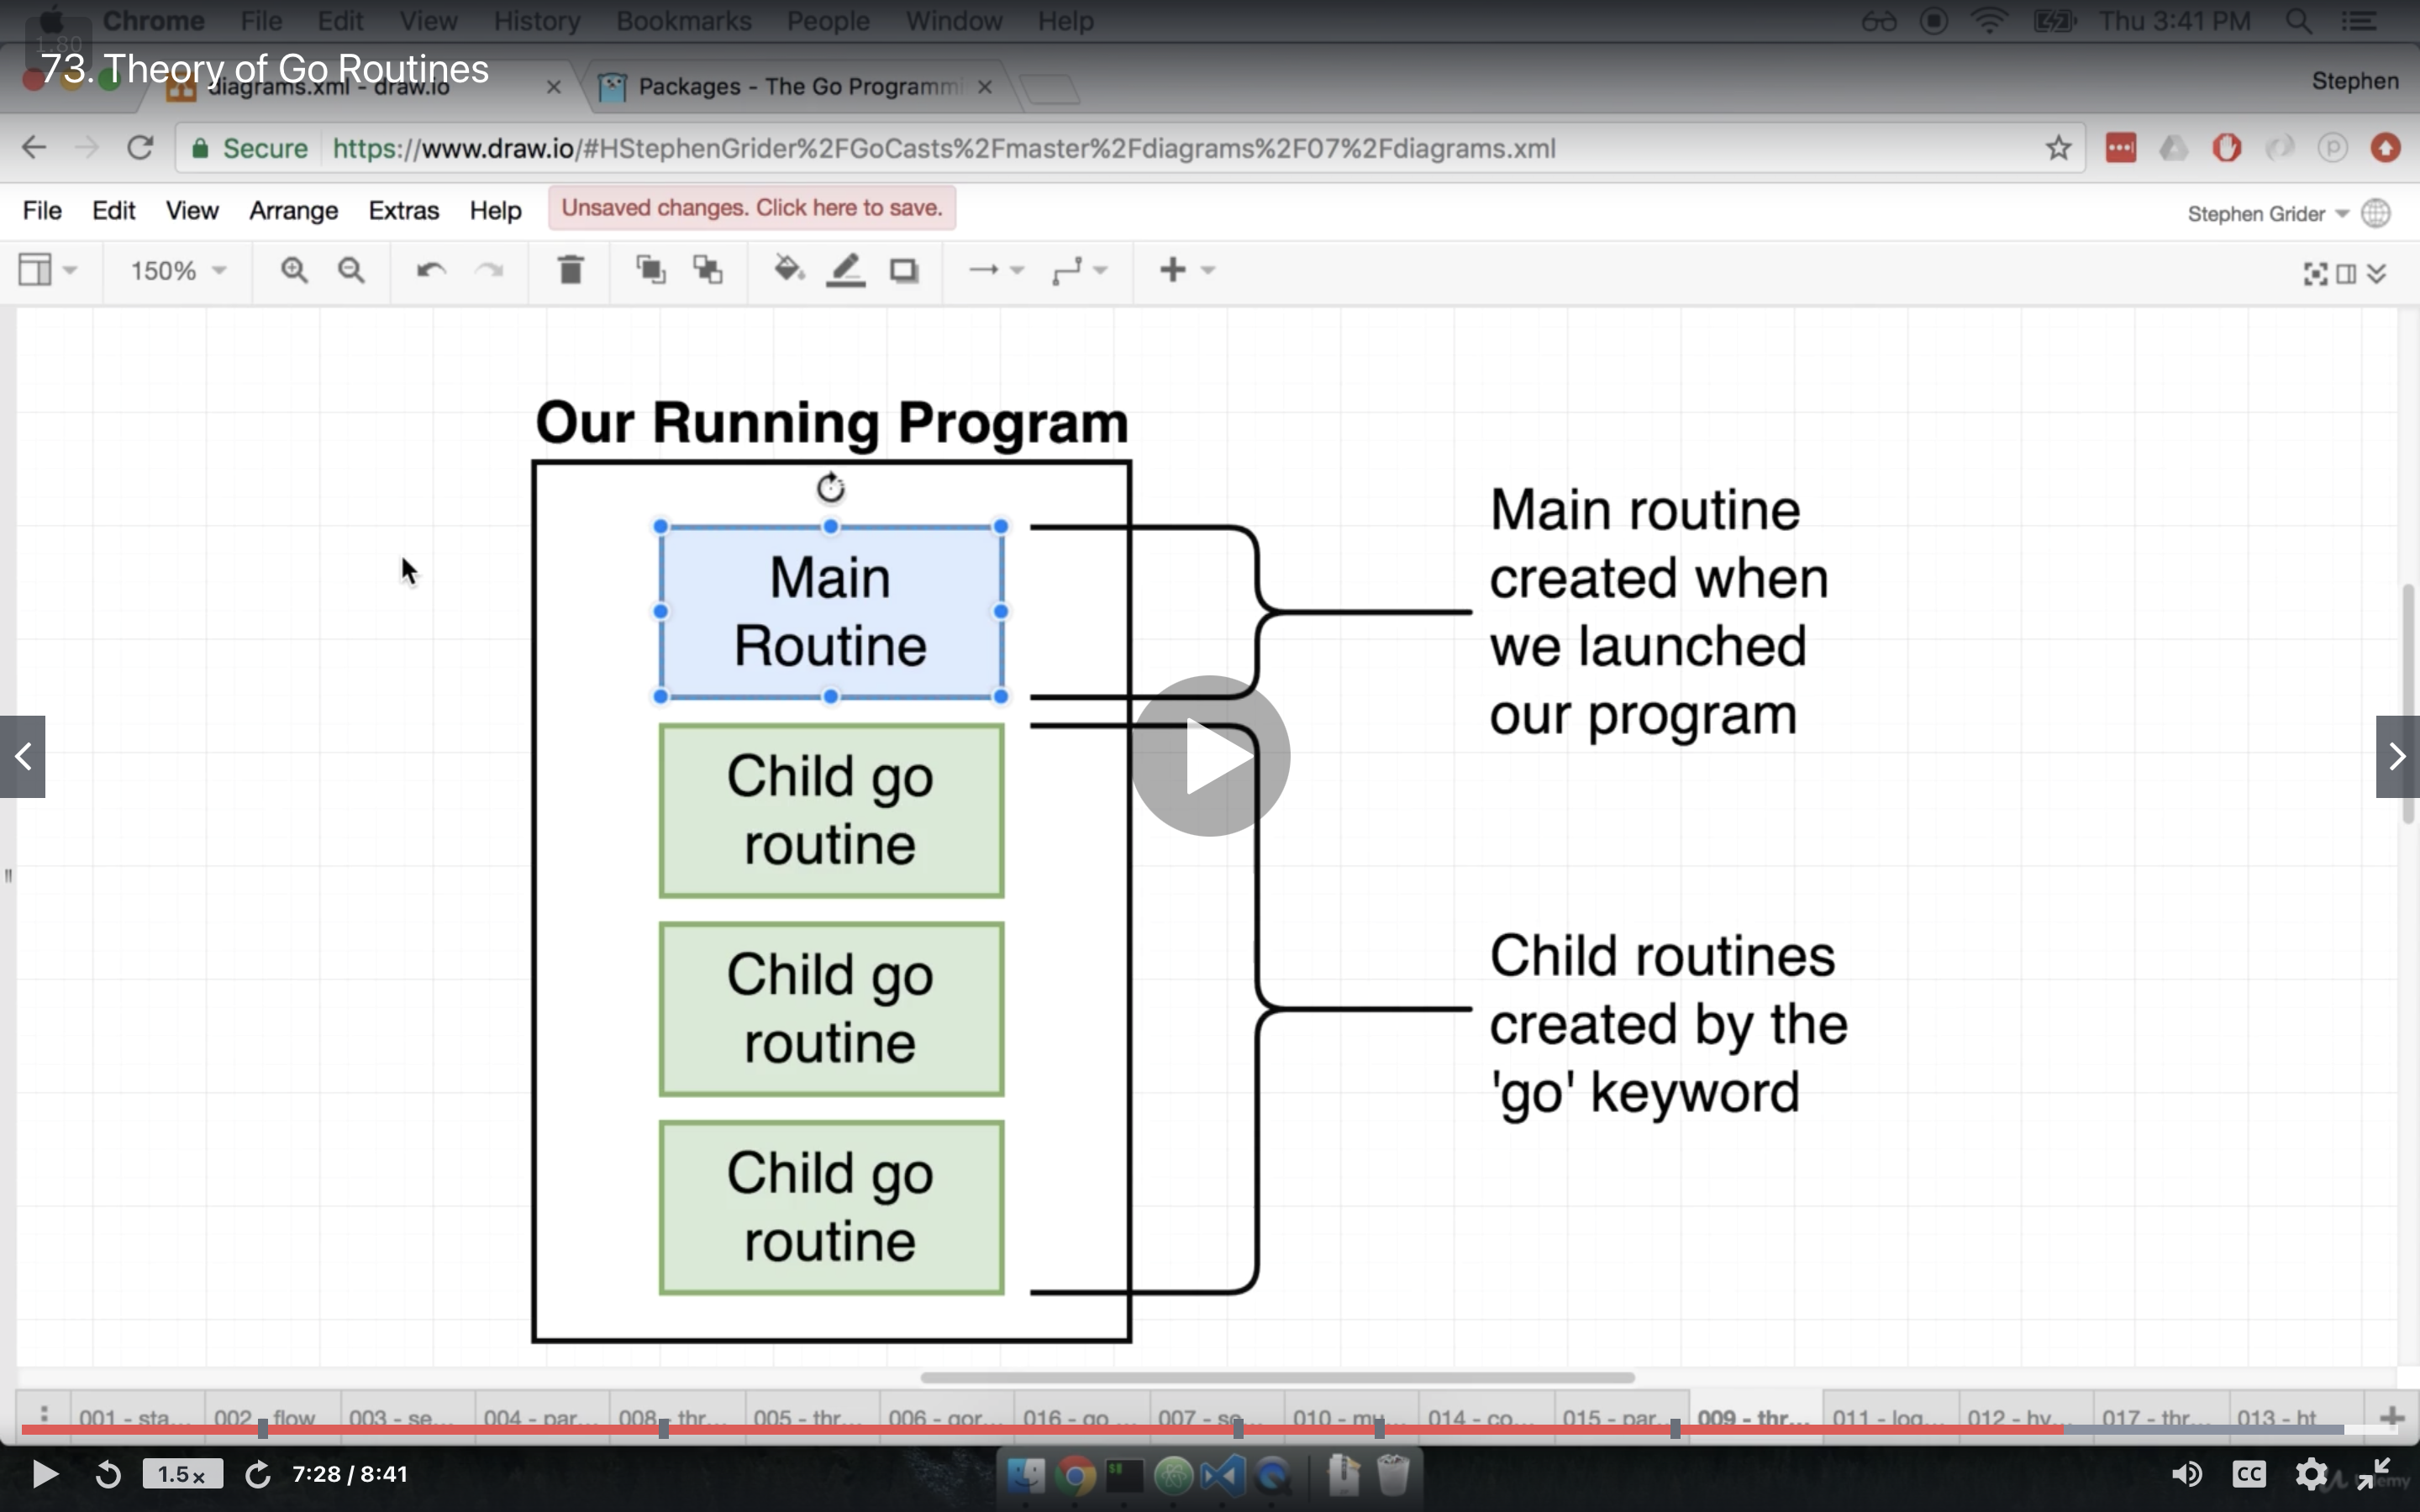 Chrome File Edit View History Bookmarks People Window Help Thu 3:41 PM
1.80
73. Theory of Go Routines
diagrams.xml - draw.io Packages - The Go Programmi Stephen
Secure https://www.draw.io/#HStephenGrider%2FGoCasts%2Fmaster%2Fdiagrams%2F07%2Fdiagrams.xml
File Edit View Arrange Extras Help Unsaved changes. Click here to save. Stephen Grider
150%
Our Running Program
Main
Routine
Main routine
created when
we launched
our program
Child go
routine
Child go
routine
Child go
routine
Child routines
created by the
'go' keyword
001 - sta... 002 - flow 003 - se... 004 - par... 008 - thr... 005 - thr... 006 - gor... 016 - go ... 007 - se... 010 - mu... 014 - co... 015 - par... 009 - thr... 011 - log... 012 - hy... 017 - thr... 013 - ht
1.5x 7:28 / 8:41 CC